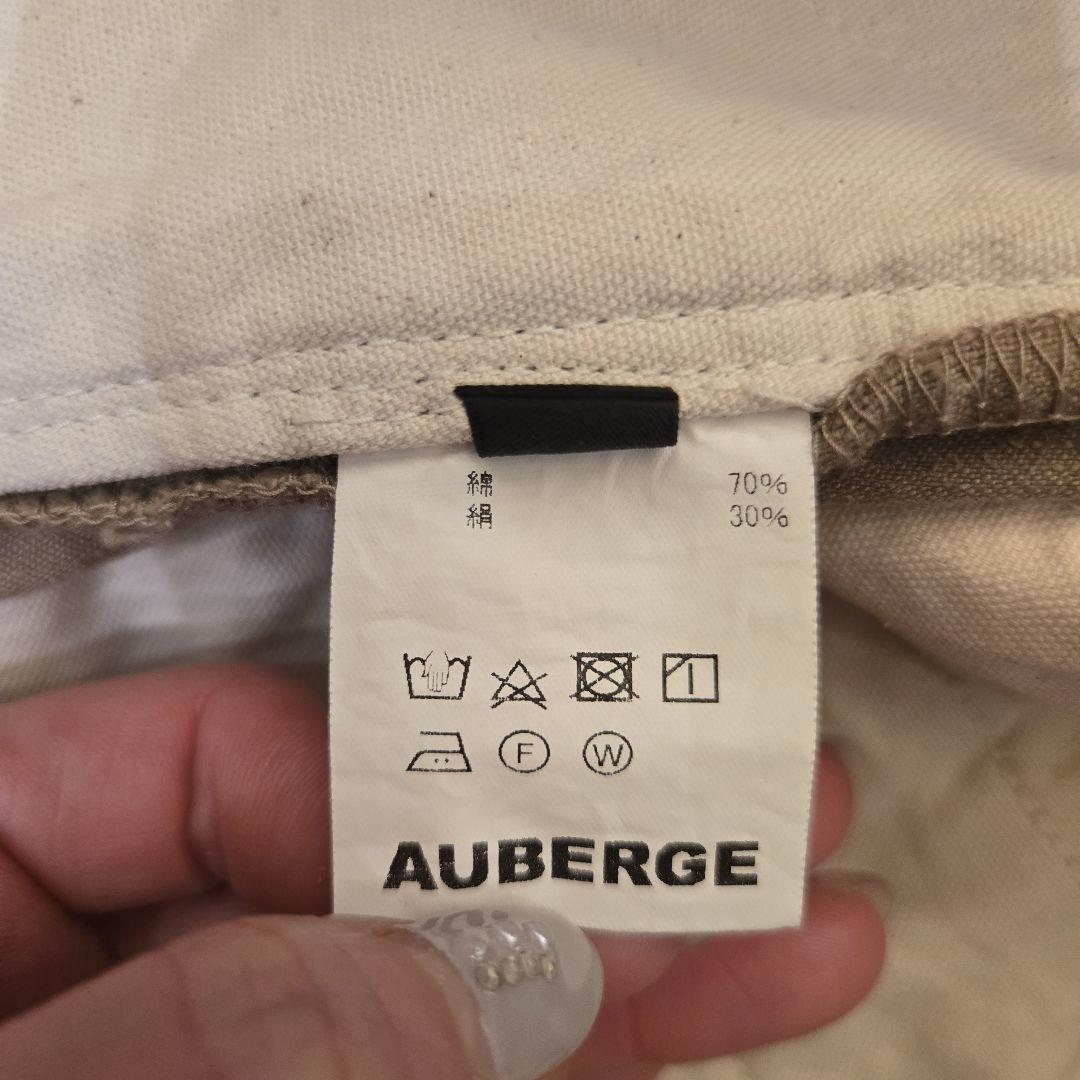 綿 70%
絹 30%
F W
AUBERGE